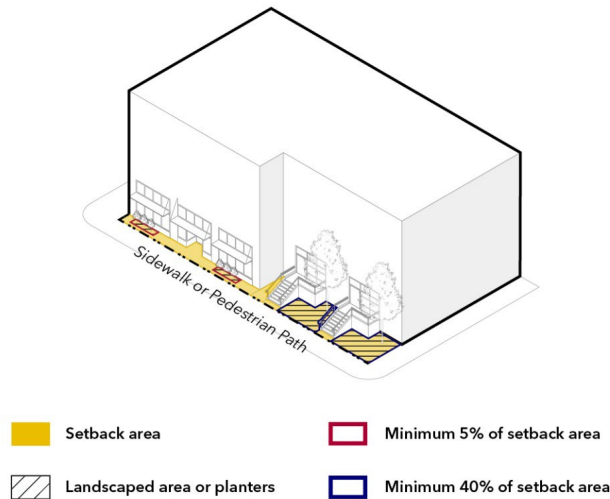 Sidewalk or Pedestrian Path
Setback area
Minimum 5% of setback area
Landscaped area or planters
Minimum 40% of setback area